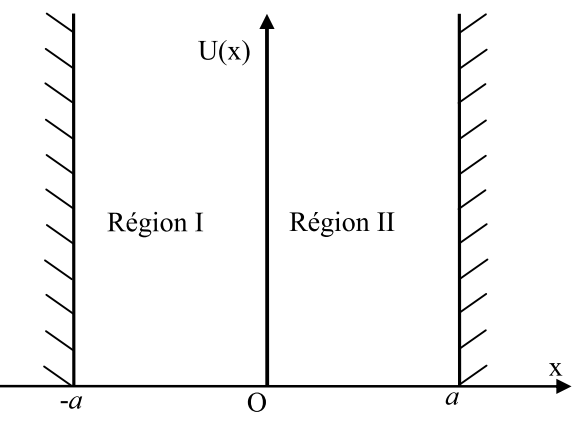 U(x)
Région I
Région II
x
-a
O
a